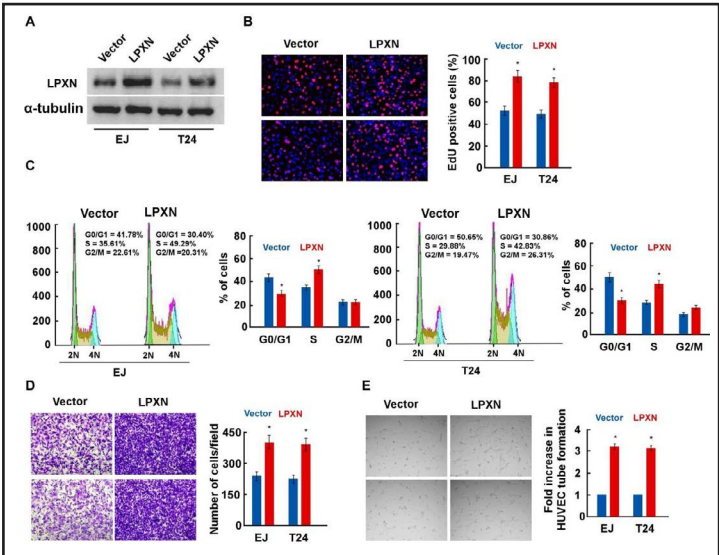 A
Vector
LPXN
Vector
LPXN
LPXN
α-tubulin
EJ
T24
B
Vector
LPXN
Vector LPXN
EdU positive cells (%)
100
80
60
40
20
0
*
*
EJ
T24
C
Vector
LPXN
G0/G1 = 41.78%
S = 35.61%
G2/M = 22.61%
G0/G1 = 30.40%
S = 49.29%
G2/M =20.31%
1000
800
600
400
200
0
2N 4N
2N 4N
EJ
Vector LPXN
% of cells
80
60
40
20
0
*
*
G0/G1 S G2/M
Vector
LPXN
G0/G1 = 50.65%
S = 29.88%
G2/M = 19.47%
G0/G1 = 30.86%
S = 42.83%
G2/M = 26.31%
1000
800
600
400
200
0
2N 4N
2N 4N
T24
Vector LPXN
% of cells
80
60
40
20
0
*
*
G0/G1 S G2/M
D
Vector
LPXN
Vector LPXN
Number of cells/field
450
300
150
0
*
*
EJ
T24
E
Vector
LPXN
Vector LPXN
Fold increase in
HUVEC tube formation
4
3
2
1
0
*
*
EJ
T24